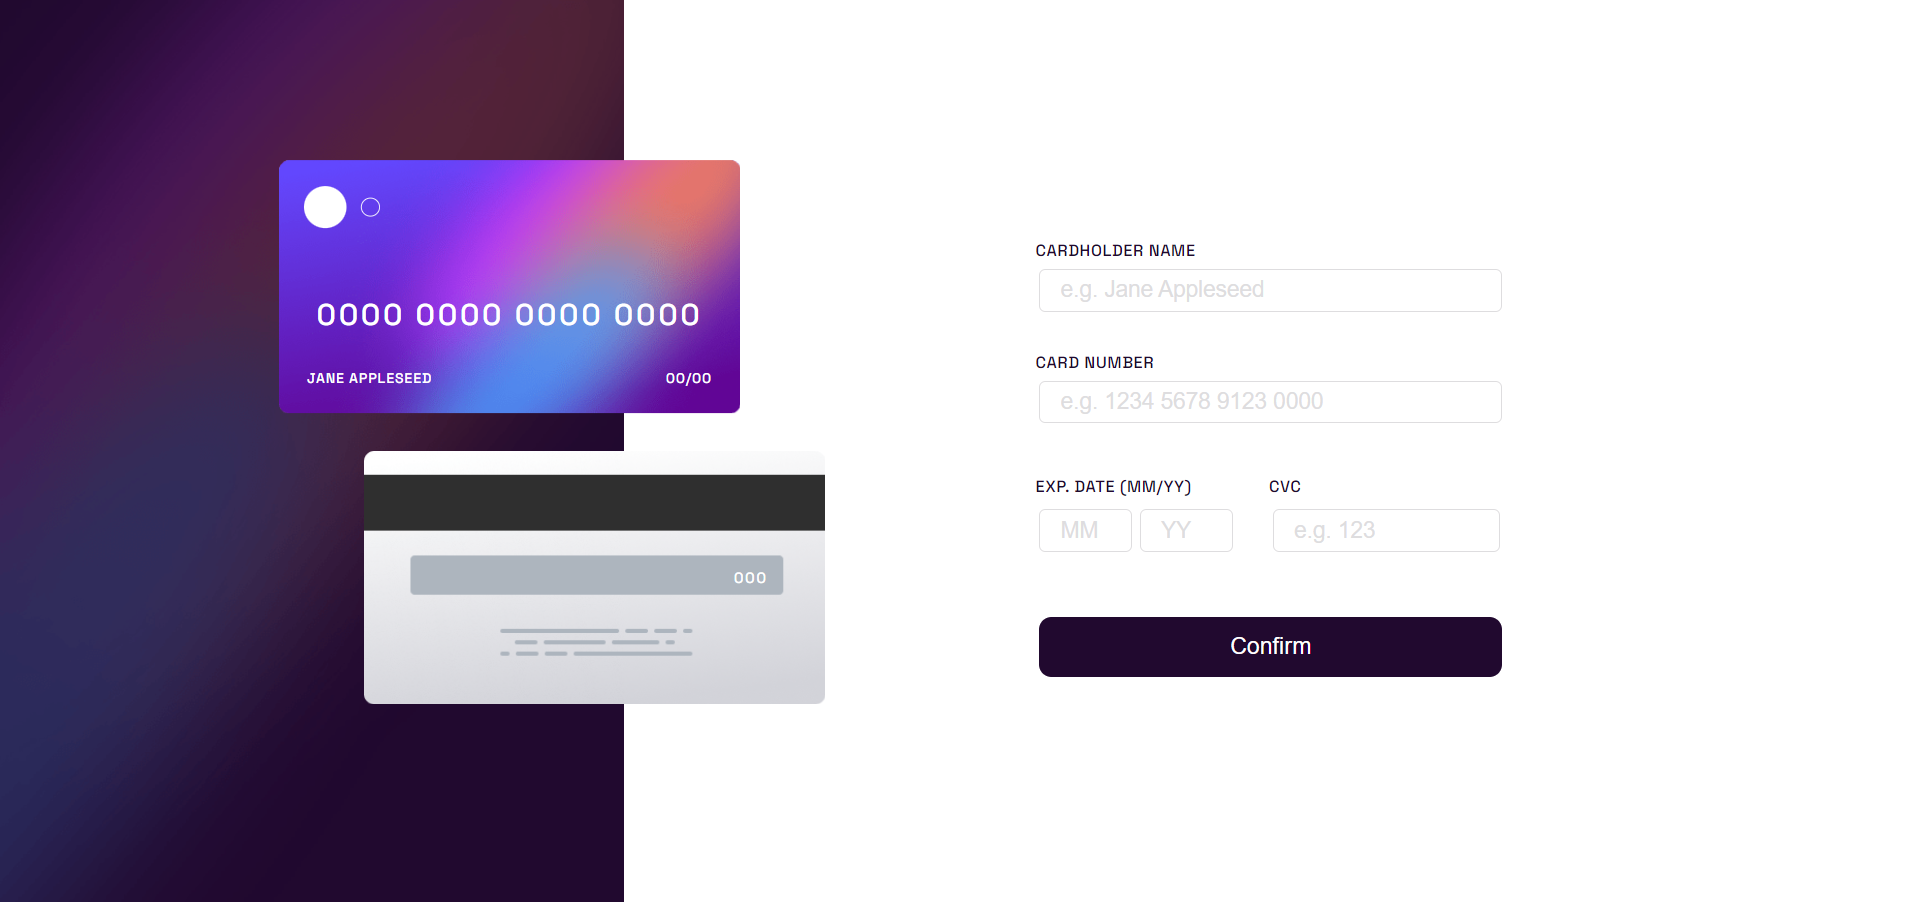 0000 0000 0000 0000
JANE APPLESEED 00/00
000
CARDHOLDER NAME
e.g. Jane Appleseed
CARD NUMBER
e.g. 1234 5678 9123 0000
EXP. DATE (MM/YY) CVC
MM YY e.g. 123
Confirm